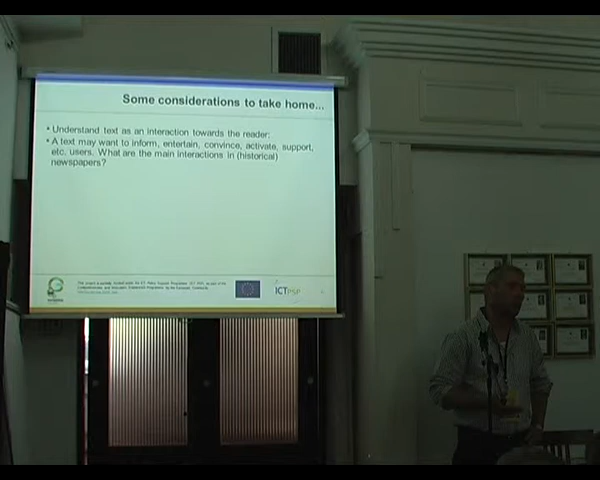 Some considerations to take home...
• Understand text as an interaction towards the reader;
• A text may want to inform, entertain, convince, activate, support,
etc. users. What are the main interactions in (historical)
newspapers?
ICTPSP